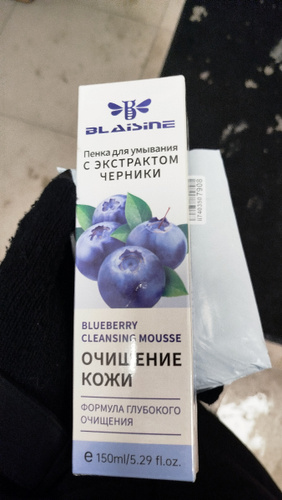 BLAISINE
Пенка для умывания
С ЭКСТРАКТОМ
ЧЕРНИКИ
BLUEBERRY
CLEANSING MOUSSE
ОЧИЩЕНИЕ
КОЖИ
ФОРМУЛА ГЛУБОКОГО
ОЧИЩЕНИЯ
e 150ml/5.29 fl.oz.